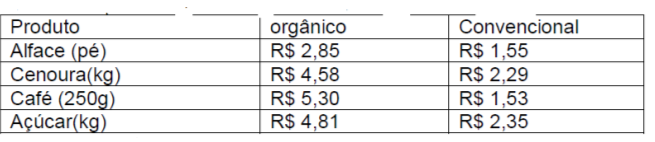 Produto orgânico Convencional
Alface (pé) R$ 2,85 R$ 1,55
Cenoura(kg) R$ 4,58 R$ 2,29
Café (250g) R$ 5,30 R$ 1,53
Açúcar(kg) R$ 4,81 R$ 2,35